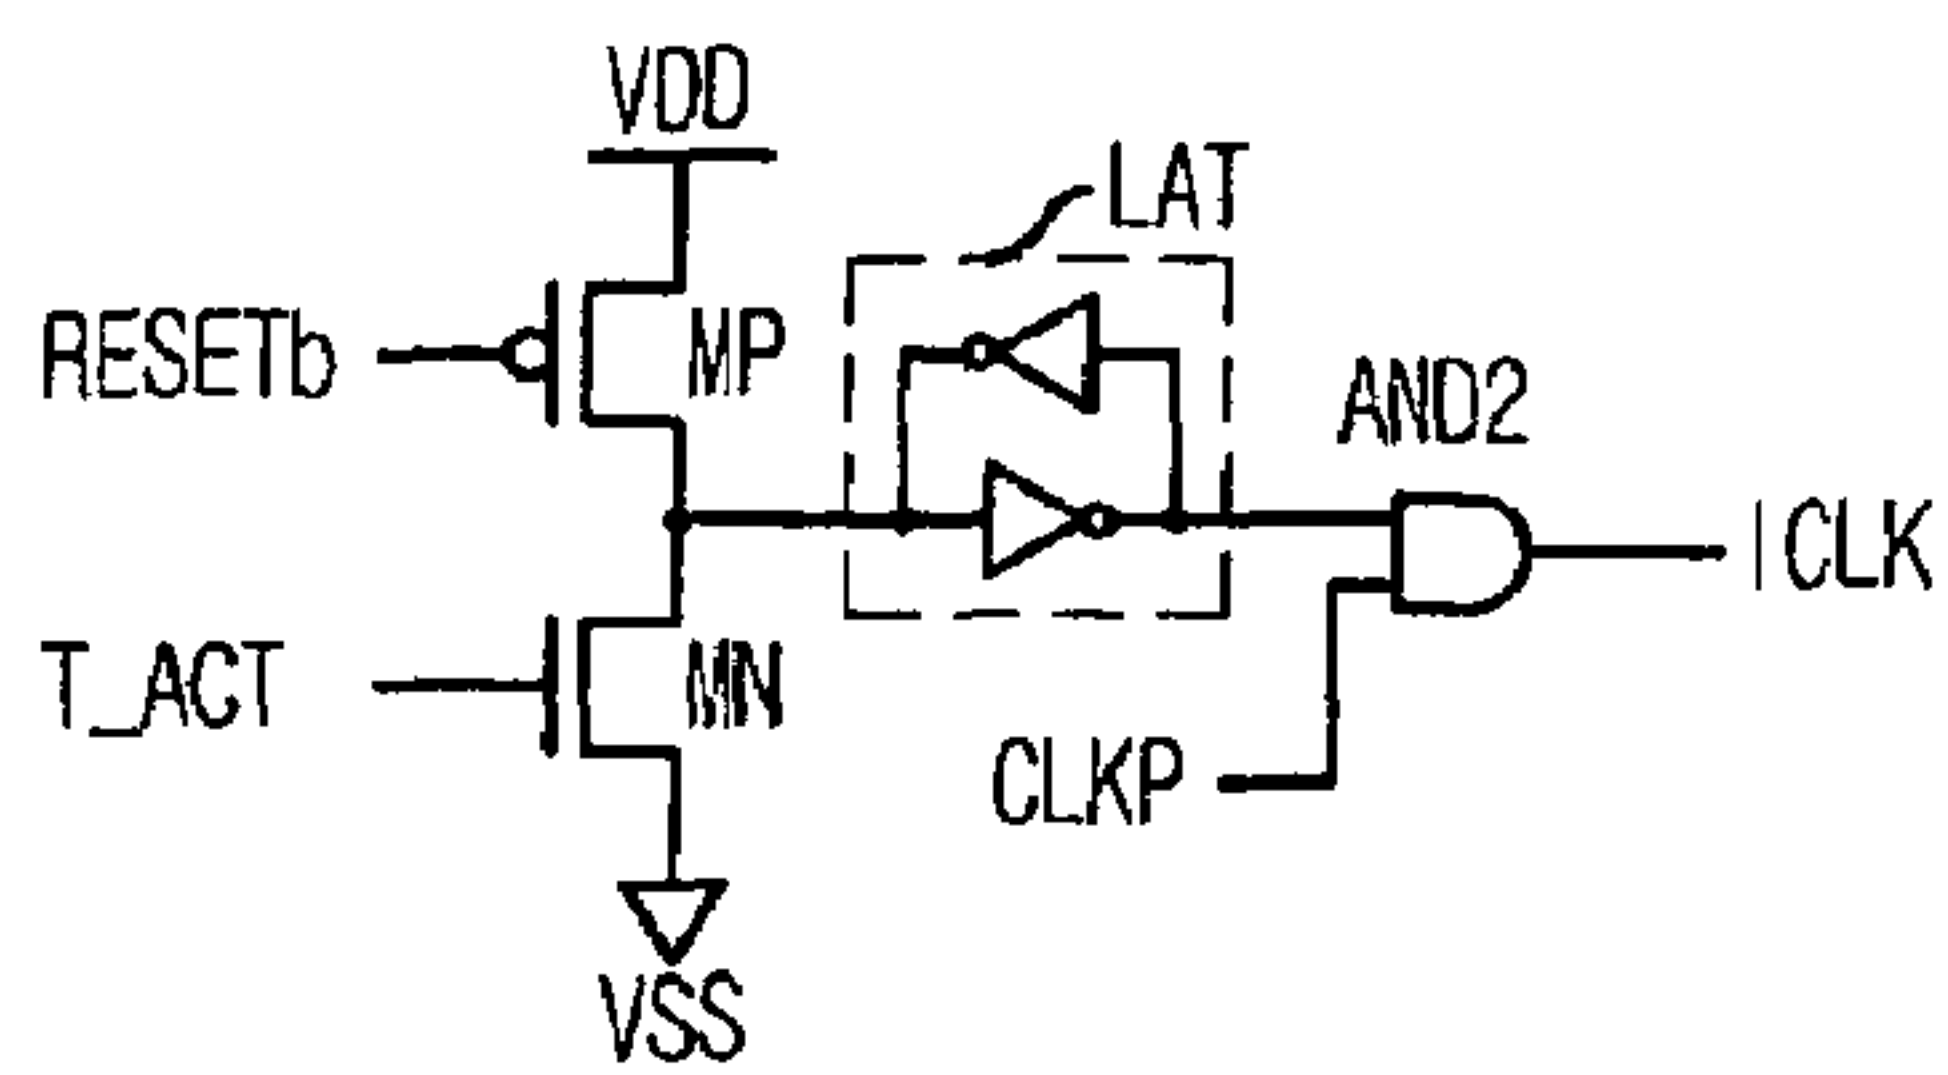 VDD
LAT
RESETb
MP
AND2
ICLK
T_ACT
MN
CLKP
VSS